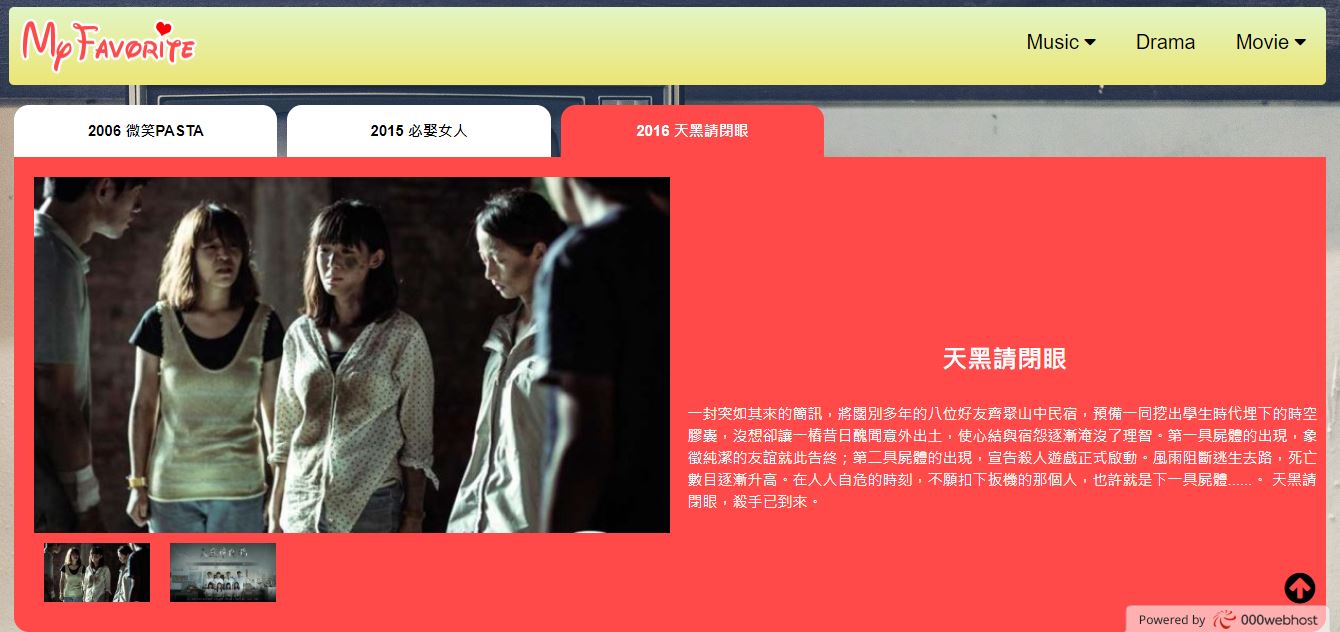 My Favorite
Music
Drama
Movie
2006 微笑PASTA
2015 必娶女人
2016 天黑請閉眼
天黑請閉眼
一封突如其來的簡訊，將闊別多年的八位好友齊聚山中民宿，預備一同挖出學生時代埋下的時空
膠囊，沒想卻讓一樁昔日醜聞意外出土，使心結與宿怨逐漸淹沒了理智。第一具屍體的出現，象
徵純潔的友誼就此告終；第二具屍體的出現，宣告殺人遊戲正式啟動。風雨阻斷逃生去路，死亡
數目逐漸升高。在人人自危的時刻，不願扣下扳機的那個人，也許就是下一具屍體......。 天黑請
閉眼，殺手已到來。
Powered by 000webhost